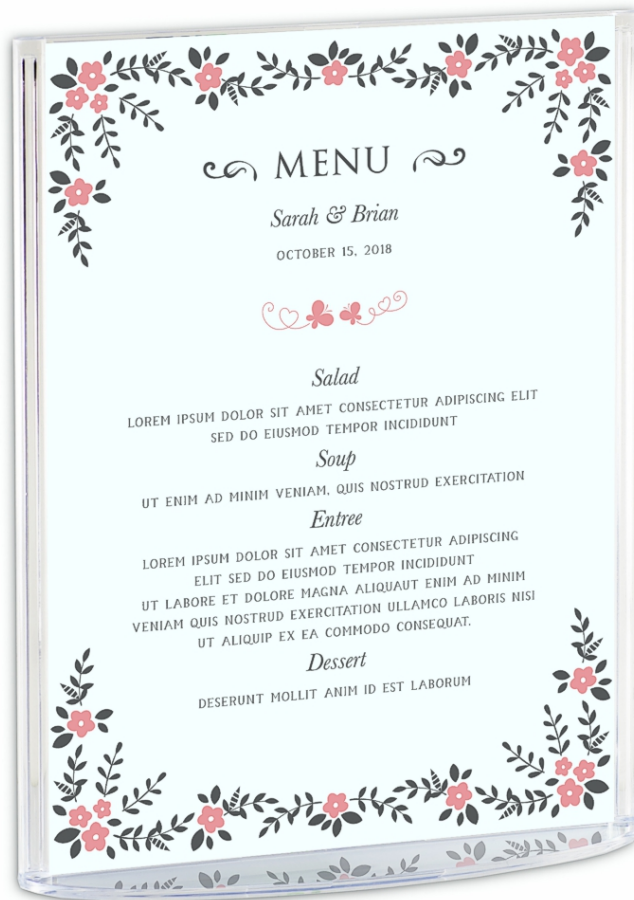 MENU
Sarah & Brian
OCTOBER 15, 2018
Salad
LOREM IPSUM DOLOR SIT AMET CONSECTETUR ADIPISCING ELIT
SED DO EIUSMOD TEMPOR INCIDIDUNT
Soup
UT ENIM AD MINIM VENIAM, QUIS NOSTRUD EXERCITATION
Entree
LOREM IPSUM DOLOR SIT AMET CONSECTETUR ADIPISCING
ELIT SED DO EIUSMOD TEMPOR INCIDIDUNT
UT LABORE ET DOLORE MAGNA ALIQUAUT ENIM AD MINIM
VENIAM QUIS NOSTRUD EXERCITATION ULLAMCO LABORIS NISI
UT ALIQUIP EX EA COMMODO CONSEQUAT.
Dessert
DESERUNT MOLLIT ANIM ID EST LABORUM